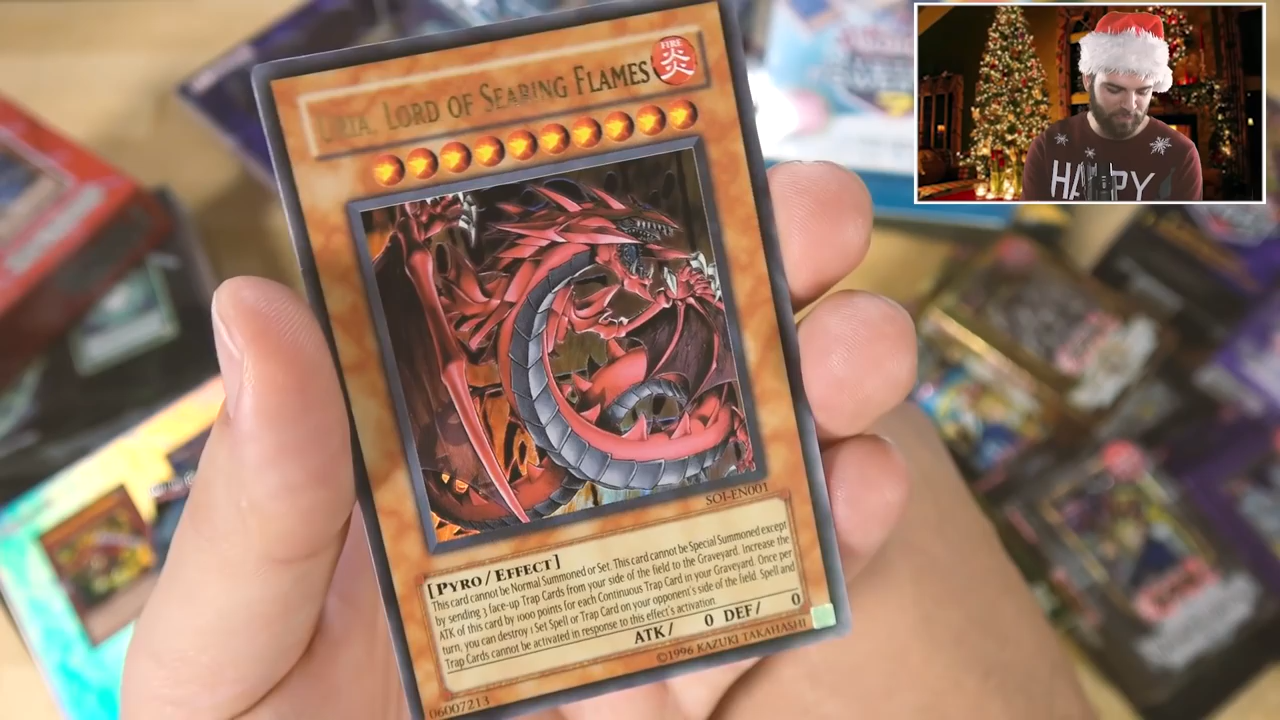 Uria, Lord of Searing Flames
FIRE
炎
HAPPY
SOI-EN001
[Pyro/Effect]
This card cannot be Normal Summoned or Set. This card cannot be Special Summoned except
by sending 3 face-up Trap Cards from your side of the field to the Graveyard. Increase the
ATK of this card by 1000 points for each Continuous Trap Card in your Graveyard. Once per
turn, you can destroy 1 Set Spell or Trap Card on your opponent's side of the field. Spell and
Trap Cards cannot be activated in response to this effect's activation.
ATK/ 0 DEF/ 0
06007213
©1996 KAZUKI TAKAHASHI